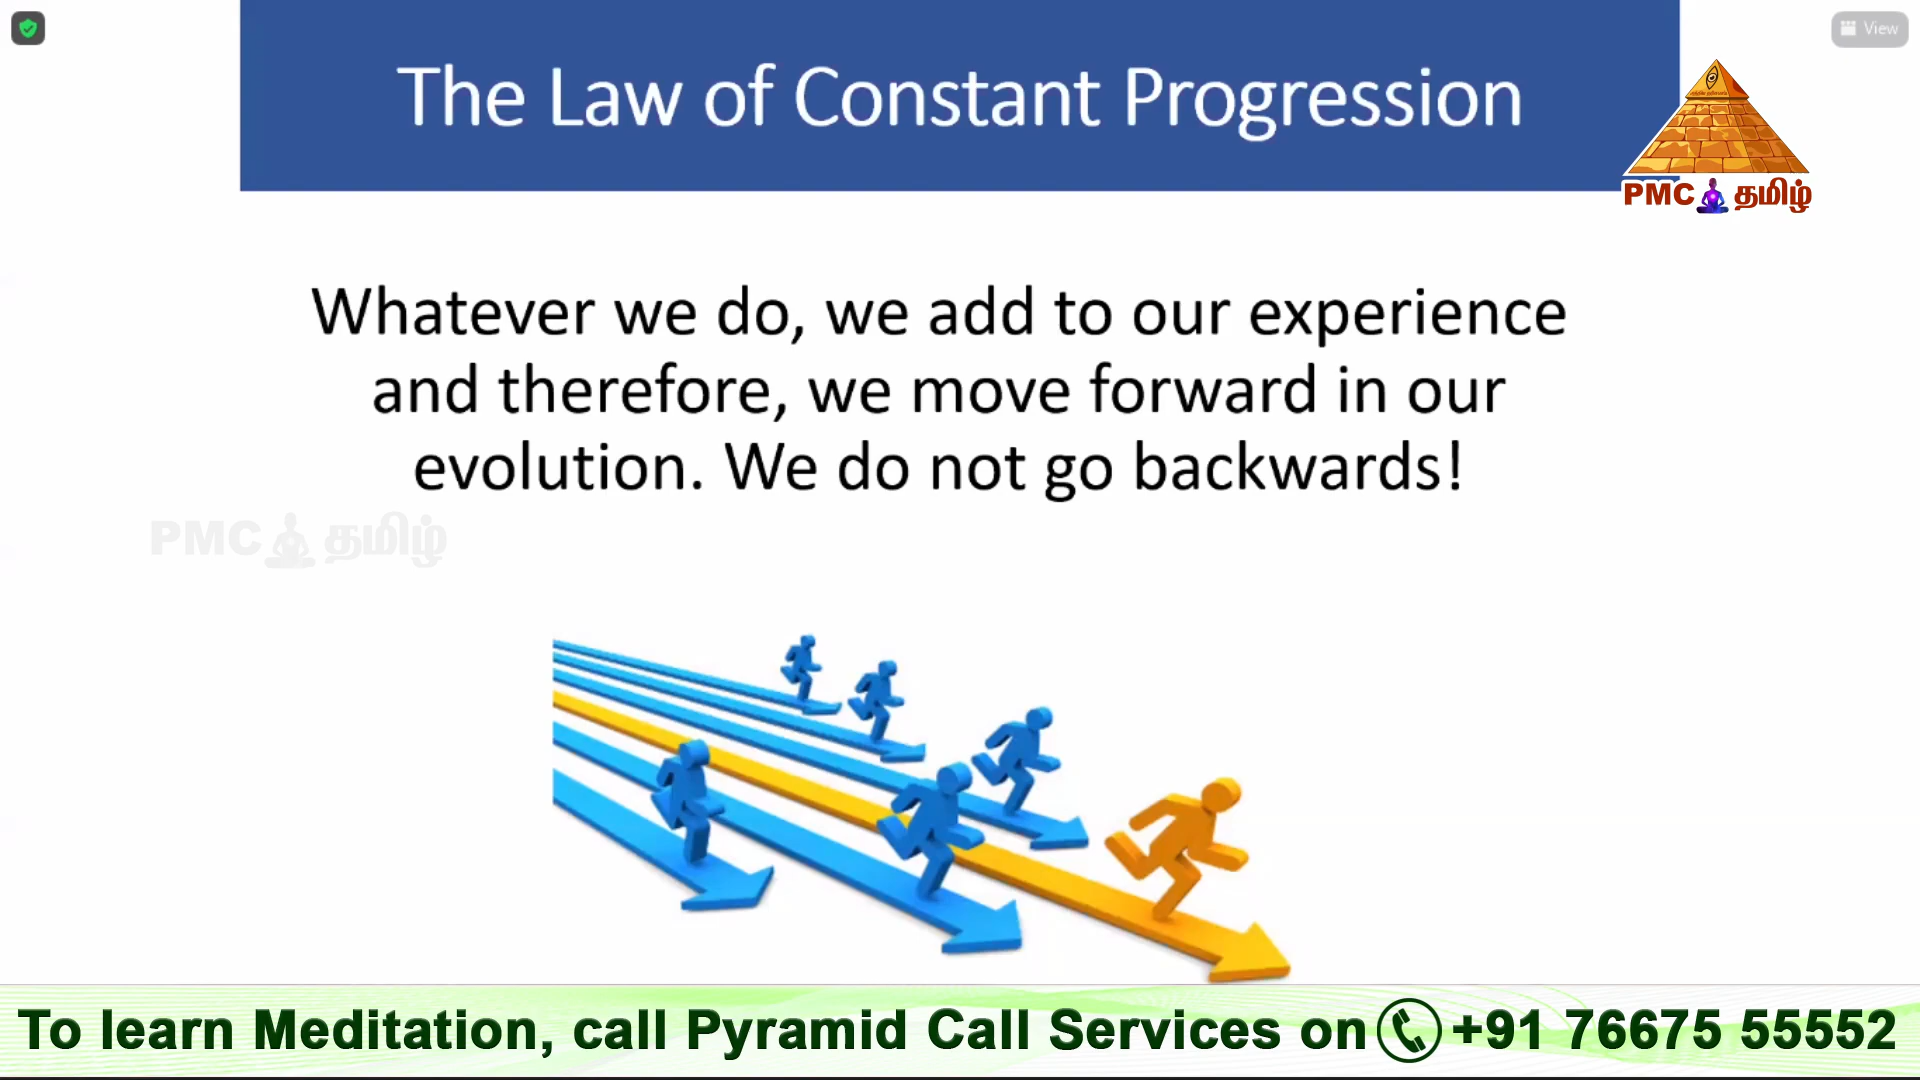 View
The Law of Constant Progression
PMC தமிழ்
Whatever we do, we add to our experience
and therefore, we move forward in our
evolution. We do not go backwards!
PMC தமிழ்
To learn Meditation, call Pyramid Call Services on +91 76675 55552